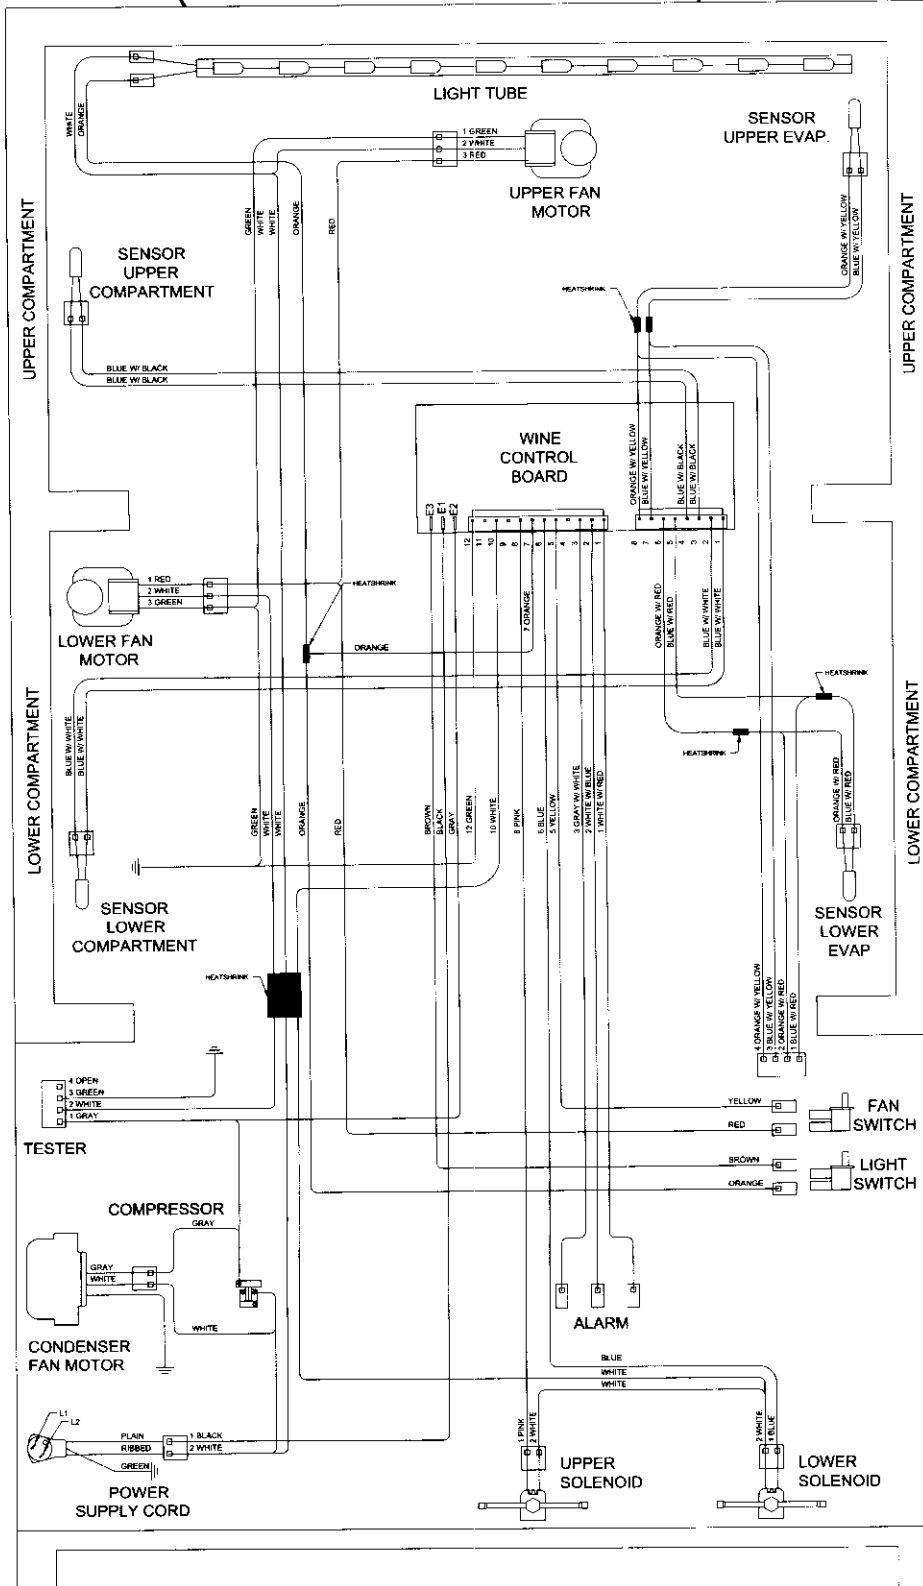 LIGHT TUBE
WHITE
ORANGE
SENSOR
UPPER EVAP.
1 GREEN
2 WHITE
3 RED
UPPER FAN
MOTOR
GREEN
WHITE
WHITE
ORANGE
RED
ORANGE W/YELLOW
BLUE W/YELLOW
UPPER COMPARTMENT
UPPER COMPARTMENT
SENSOR
UPPER
COMPARTMENT
HEATSHRINK
BLUE W/ BLACK
BLUE W/ BLACK
WINE
CONTROL
BOARD
ORANGE W/ YELLOW
BLUE W/ YELLOW
BLUE W/ BLACK
BLUE W/ BLACK
E3
E1
E2
12
11
10
9
8
7
6
5
4
3
2
1
8
7
6
5
4
3
2
1
1 RED
2 WHITE
3 GREEN
LOWER FAN
MOTOR
HEATSHRINK
ORANGE
7 ORANGE
ORANGE W/ RED
BLUE W/ RED
BLUE W/ WHITE
BLUE W/ WHITE
HEATSHRINK
HEATSHRINK
LOWER COMPARTMENT
LOWER COMPARTMENT
BLUE W/ WHITE
BLUE W/ WHITE
GREEN
WHITE
WHITE
ORANGE
RED
BROWN
BLACK
GRAY
12 GREEN
10 WHITE
8 PINK
6 BLUE
5 YELLOW
3 GRAY W/ WHITE
2 WHITE W/ BLUE
1 WHITE W/ RED
ORANGE W/ RED
BLUE W/ RED
SENSOR
LOWER
COMPARTMENT
SENSOR
LOWER
EVAP
HEATSHRINK
4 ORANGE W/ YELLOW
3 BLUE W/ YELLOW
2 ORANGE W/ RED
1 BLUE W/ RED
4 OPEN
3 GREEN
2 WHITE
1 GRAY
TESTER
YELLOW
RED
FAN
SWITCH
BROWN
ORANGE
LIGHT
SWITCH
COMPRESSOR
GRAY
GRAY
WHITE
WHITE
CONDENSER
FAN MOTOR
ALARM
BLUE
WHITE
WHITE
L1
L2
PLAIN
RIBBED
GREEN
1 BLACK
2 WHITE
POWER
SUPPLY CORD
1 PINK
2 WHITE
UPPER
SOLENOID
2 WHITE
1 BLUE
LOWER
SOLENOID